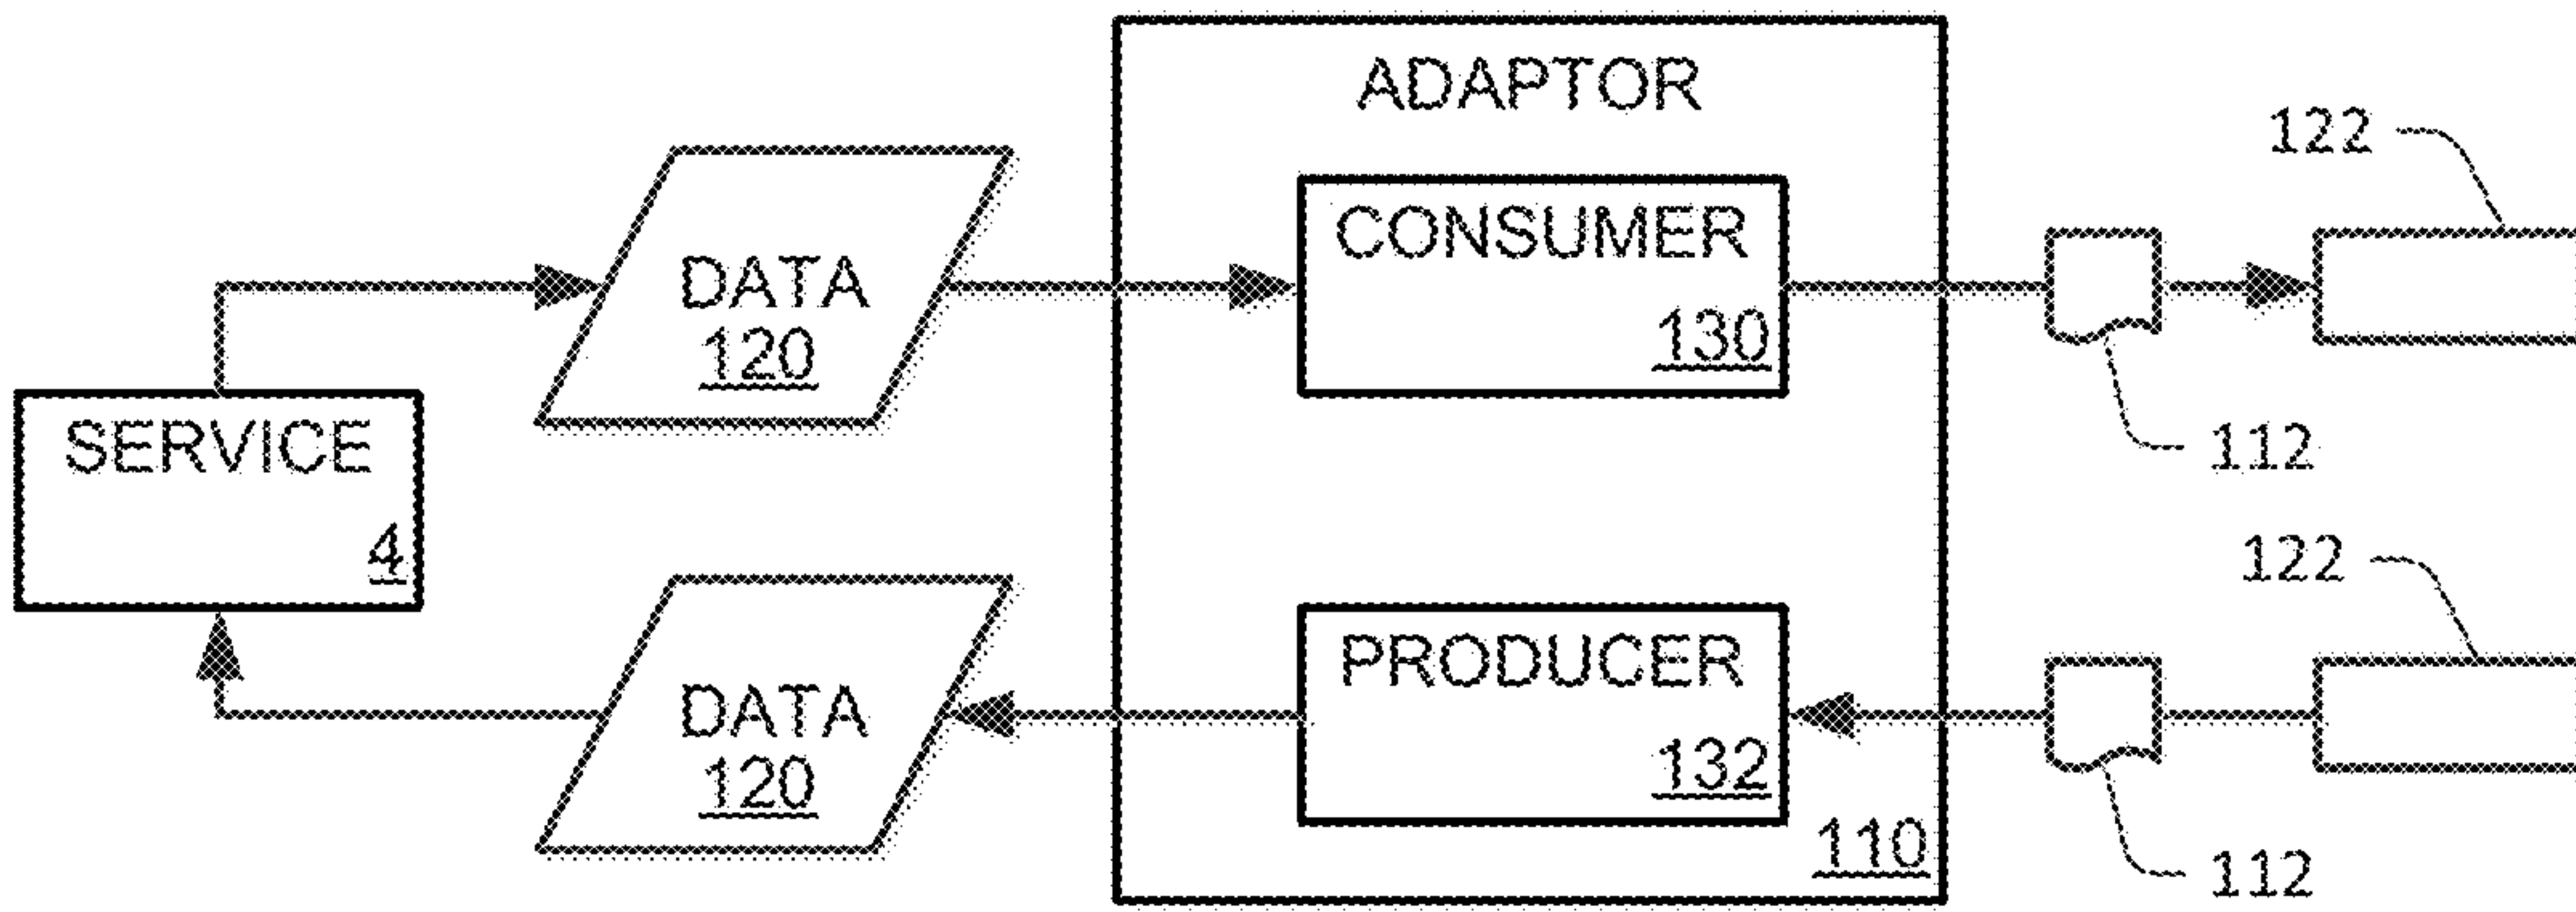 ADAPTOR
122
CONSUMER
DATA
130
120
SERVICE
112
4
122
PRODUCER
DATA
132
120
110
112